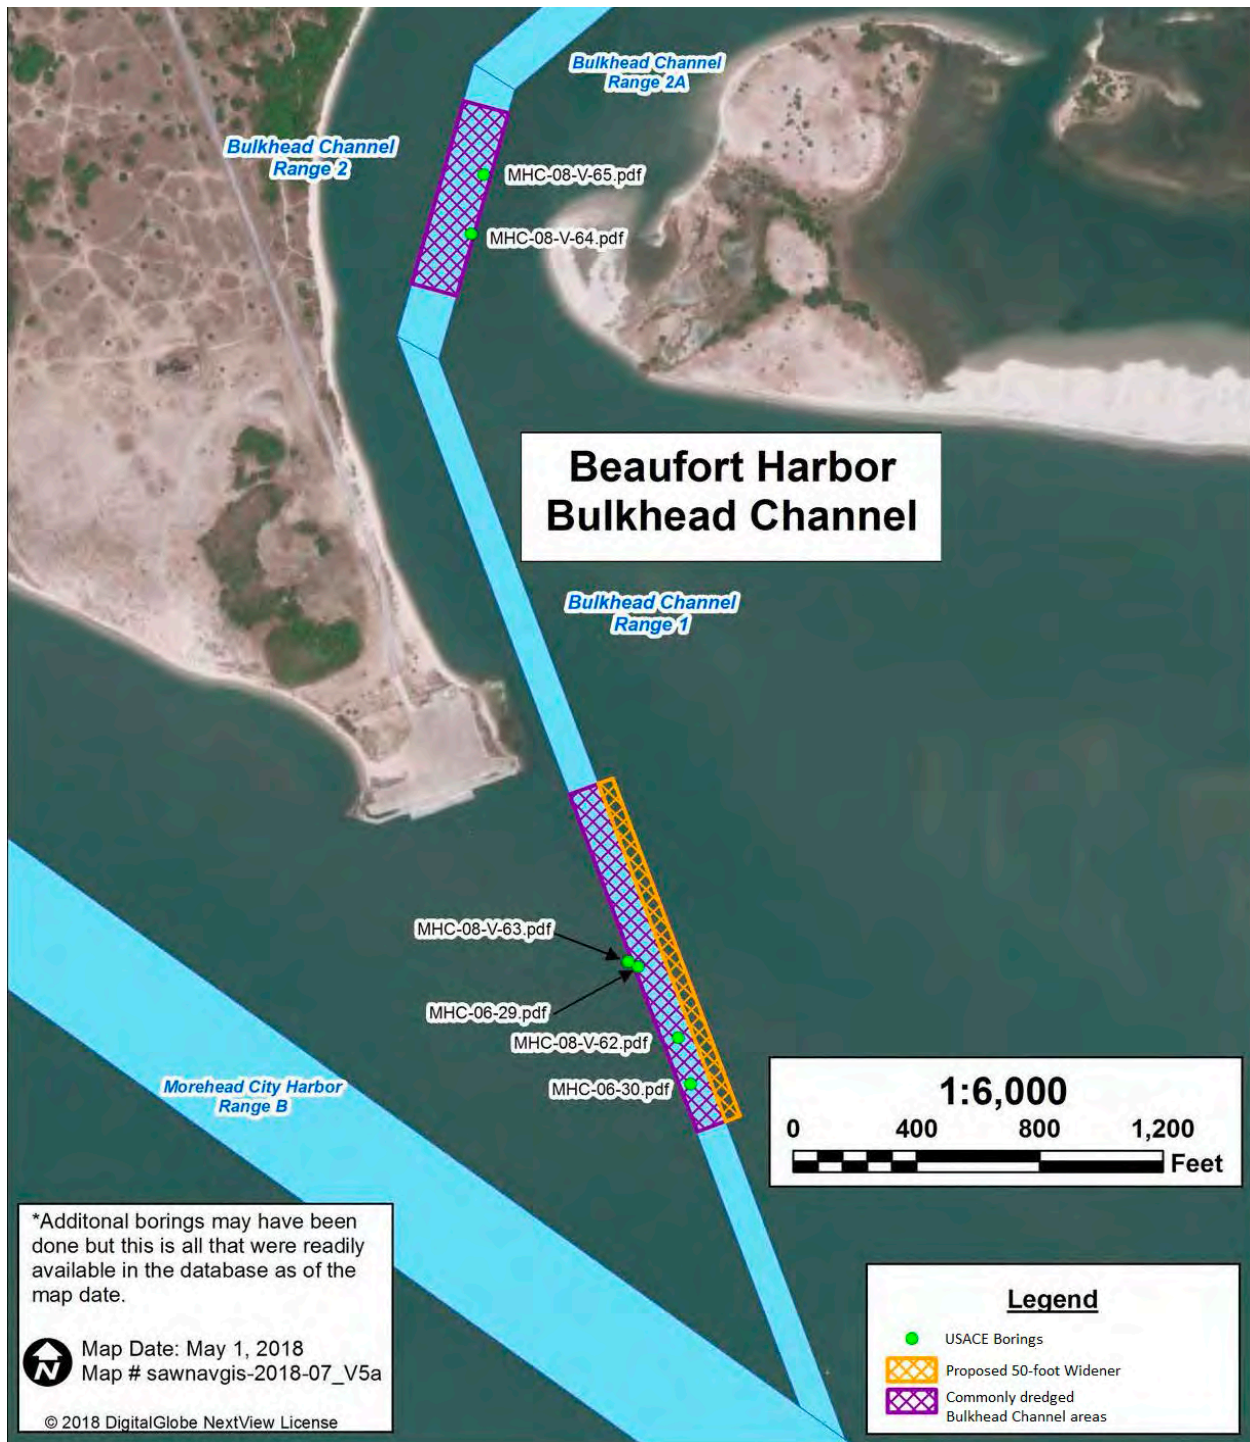 Bulkhead Channel
Range 2A
Bulkhead Channel
Range 2
MHC-08-V-65.pdf
MHC-08-V-64.pdf
Beaufort Harbor
Bulkhead Channel
Bulkhead Channel
Range 1
MHC-08-V-63.pdf
MHC-06-29.pdf
MHC-08-V-62.pdf
MHC-06-30.pdf
Morehead City Harbor
Range B
1:6,000
0 400 800 1,200
Feet
*Additonal borings may have been
done but this is all that were readily
available in the database as of the
map date.
N
Map Date: May 1, 2018
Map # sawnavgis-2018-07_V5a
© 2018 DigitalGlobe NextView License
Legend
USACE Borings
Proposed 50-foot Widener
Commonly dredged
Bulkhead Channel areas